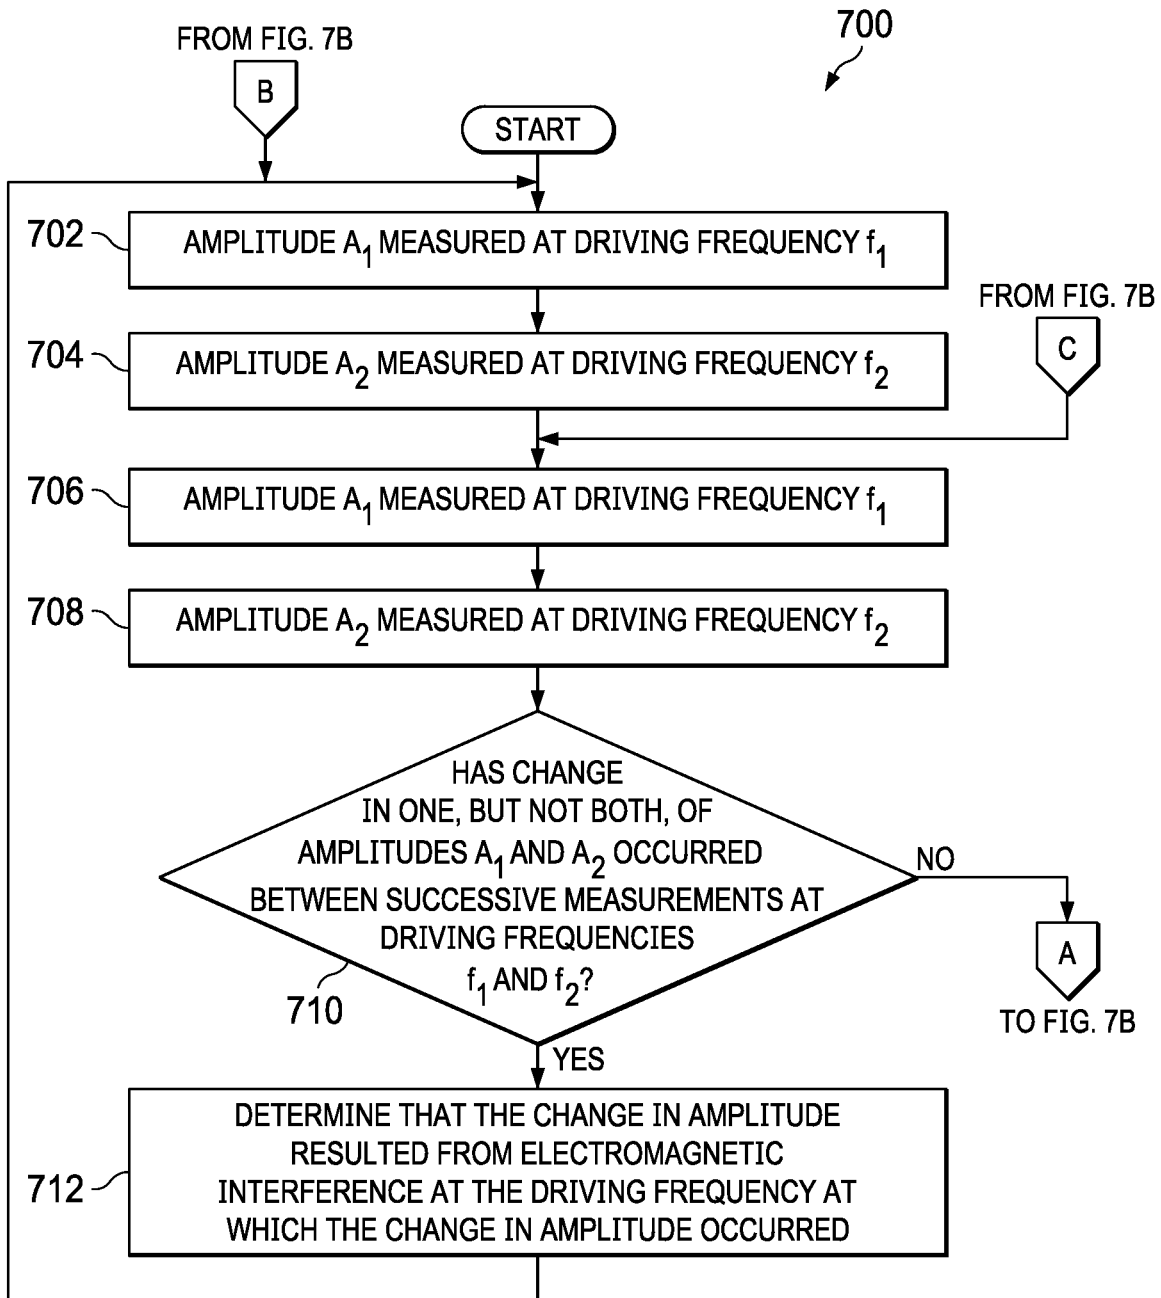 700
FROM FIG. 7B
B
START
702
AMPLITUDE A₁ MEASURED AT DRIVING FREQUENCY f₁
FROM FIG. 7B
C
704
AMPLITUDE A₂ MEASURED AT DRIVING FREQUENCY f₂
706
AMPLITUDE A₁ MEASURED AT DRIVING FREQUENCY f₁
708
AMPLITUDE A₂ MEASURED AT DRIVING FREQUENCY f₂
HAS CHANGE
IN ONE, BUT NOT BOTH, OF
AMPLITUDES A₁ AND A₂ OCCURRED
BETWEEN SUCCESSIVE MEASUREMENTS AT
DRIVING FREQUENCIES
f₁ AND f₂?
710
NO
A
TO FIG. 7B
YES
712
DETERMINE THAT THE CHANGE IN AMPLITUDE
RESULTED FROM ELECTROMAGNETIC
INTERFERENCE AT THE DRIVING FREQUENCY AT
WHICH THE CHANGE IN AMPLITUDE OCCURRED